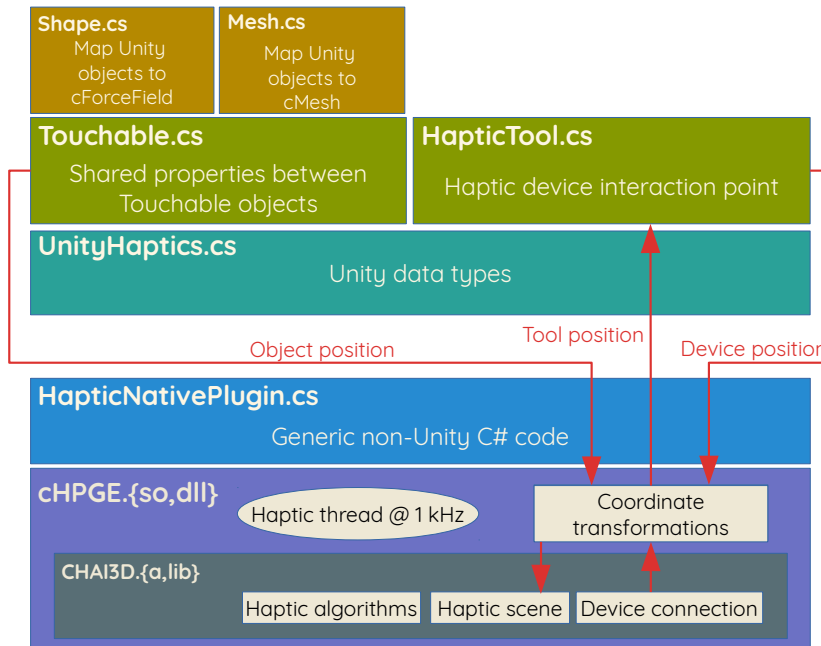 Shape.cs
Map Unity
objects to
cForceField
Mesh.cs
Map Unity
objects to
cMesh
Touchable.cs
Shared properties between
Touchable objects
HapticTool.cs
Haptic device interaction point
UnityHaptics.cs
Unity data types
Object position
Tool position
Device position
HapticNativePlugin.cs
Generic non-Unity C# code
cHPGE.{so,dll}
Haptic thread @ 1 kHz
Coordinate
transformations
CHAI3D.{a,lib}
Haptic algorithms
Haptic scene
Device connection